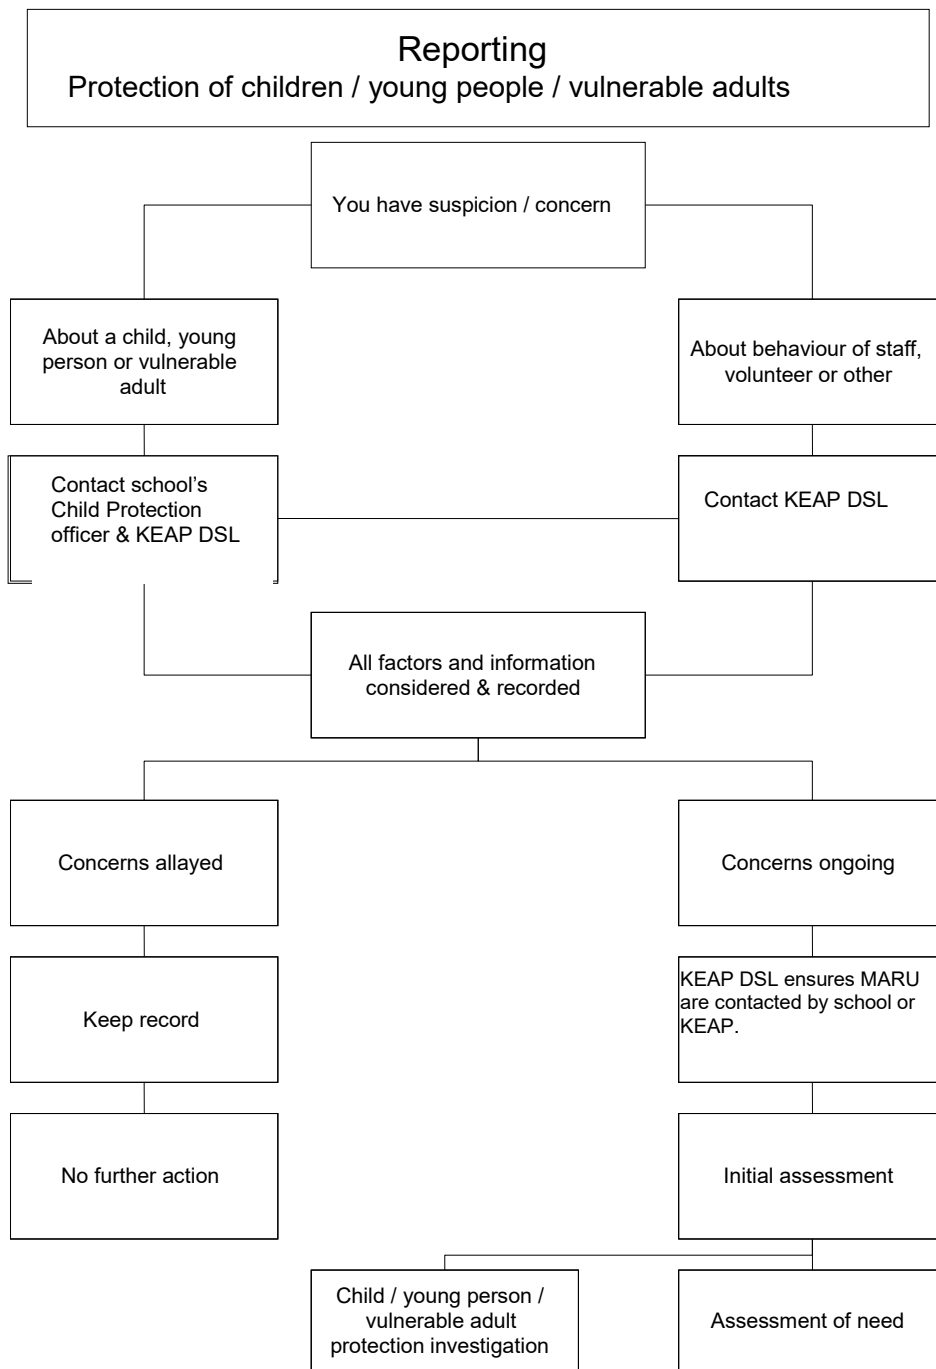 Reporting
Protection of children / young people / vulnerable adults
You have suspicion / concern
About a child, young
person or vulnerable
adult
About behaviour of staff,
volunteer or other
Contact school’s
Child Protection
officer & KEAP DSL
Contact KEAP DSL
All factors and information
considered & recorded
Concerns allayed
Concerns ongoing
Keep record
KEAP DSL ensures MARU
are contacted by school or
KEAP.
No further action
Initial assessment
Child / young person /
vulnerable adult
protection investigation
Assessment of need